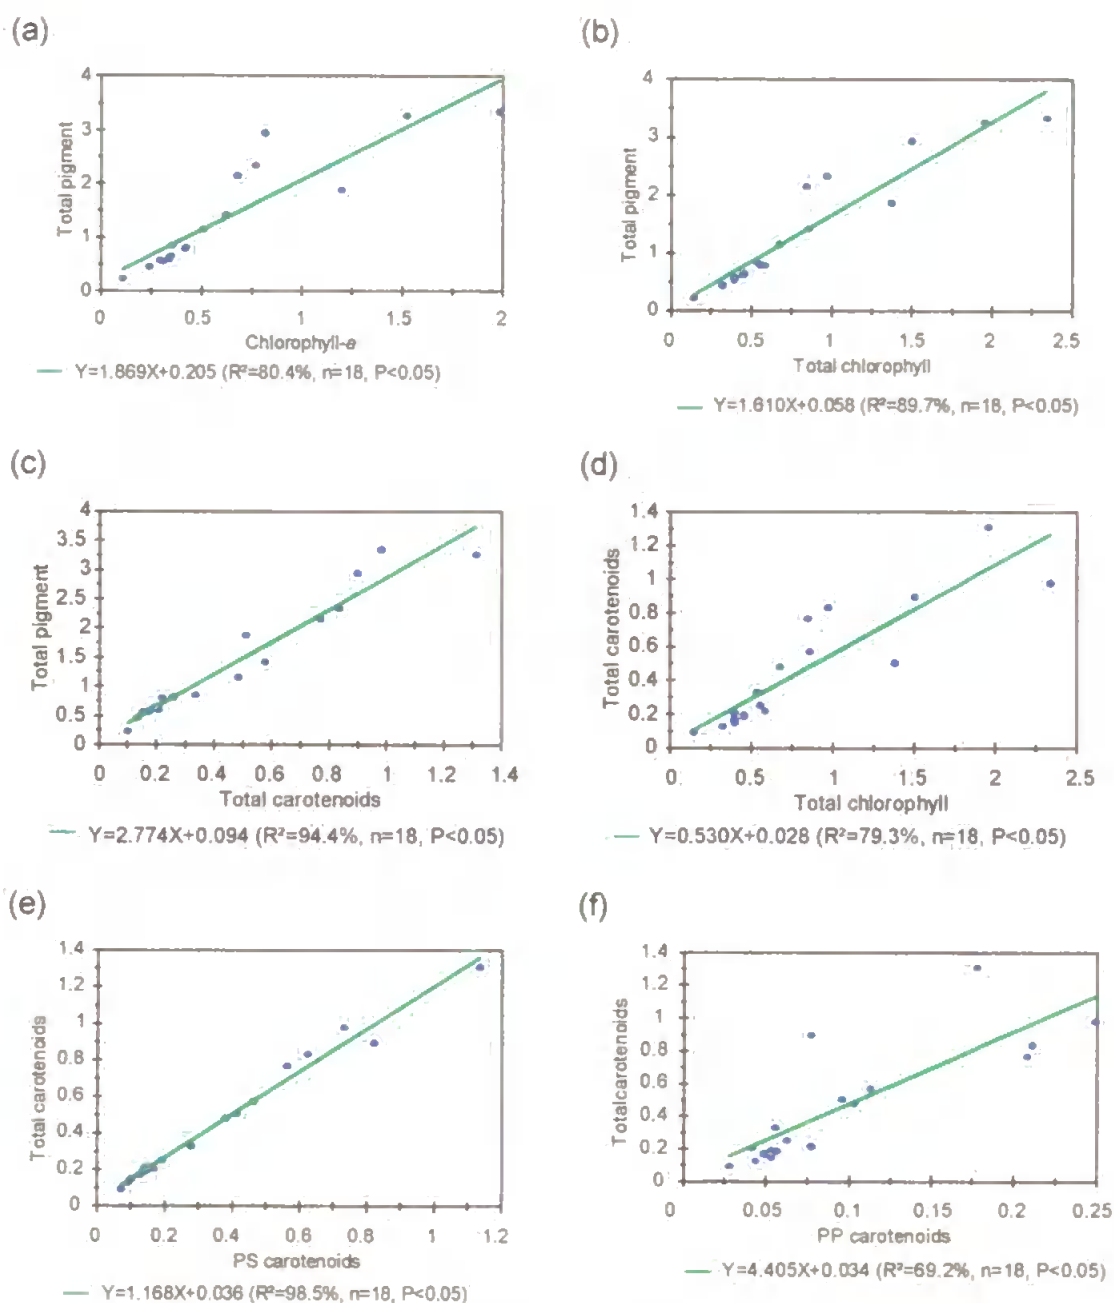 (a)
Total pigment
4
3
2
1
0
0 0.5 1 1.5 2
Chlorophyll-a
Y=1.869X+0.205 (R²=80.4%, n=18, P<0.05)
(b)
Total pigment
4
3
2
1
0
0 0.5 1 1.5 2 2.5
Total chlorophyll
Y=1.610X+0.058 (R²=89.7%, n=18, P<0.05)
(c)
Total pigment
4
3.5
3
2.5
2
1.5
1
0.5
0
0 0.2 0.4 0.6 0.8 1 1.2 1.4
Total carotenoids
Y=2.774X+0.094 (R²=94.4%, n=18, P<0.05)
(d)
Total carotenoids
1.4
1.2
1
0.8
0.6
0.4
0.2
0
0 0.5 1 1.5 2 2.5
Total chlorophyll
Y=0.530X+0.028 (R²=79.3%, n=18, P<0.05)
(e)
Total carotenoids
1.4
1.2
1
0.8
0.6
0.4
0.2
0
0 0.2 0.4 0.6 0.8 1 1.2
PS carotenoids
Y=1.168X+0.036 (R²=98.5%, n=18, P<0.05)
(f)
Total carotenoids
1.4
1.2
1
0.8
0.6
0.4
0.2
0
0 0.05 0.1 0.15 0.2 0.25
PP carotenoids
Y=4.405X+0.034 (R²=69.2%, n=18, P<0.05)